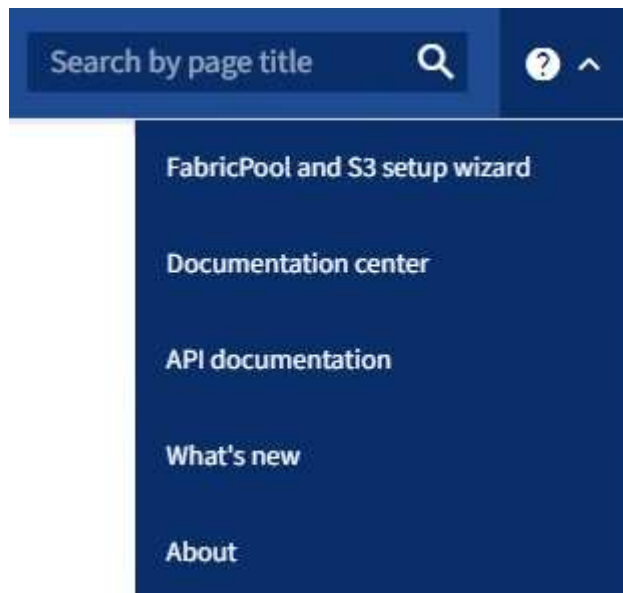 Search by page title
FabricPool and S3 setup wizard
Documentation center
API documentation
What's new
About